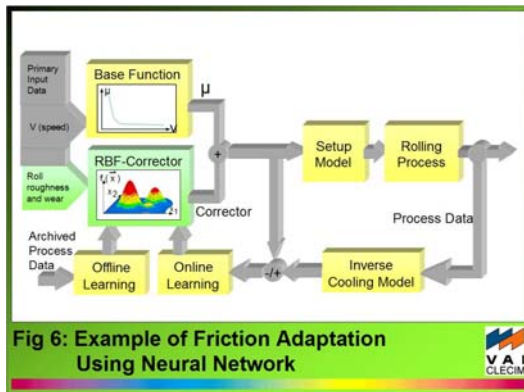 Primary
Input
Data
V (speed)
Roll
roughness
and wear
Base Function
μ
V
μ
RBF-Corrector
x2
z1
Corrector
+
Setup
Model
Rolling
Process
Process Data
Archived
Process
Data
Offline
Learning
Online
Learning
-/+
Inverse
Cooling Model
Fig 6: Example of Friction Adaptation
Using Neural Network
VAI
CLECIM